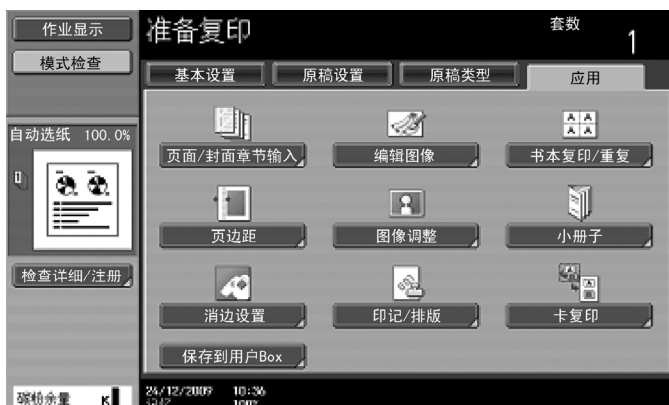 作业显示
模式检查
准备复印
套数
1
基本设置
原稿设置
原稿类型
应用
自动选纸 100.0%
页面/封面章节输入
编辑图像
书本复印/重复
页边距
图像调整
小册子
检查详细/注册
消边设置
印记/排版
卡复印
保存到用户Box
碳粉余量 K
24/12/2009 10:36
100%